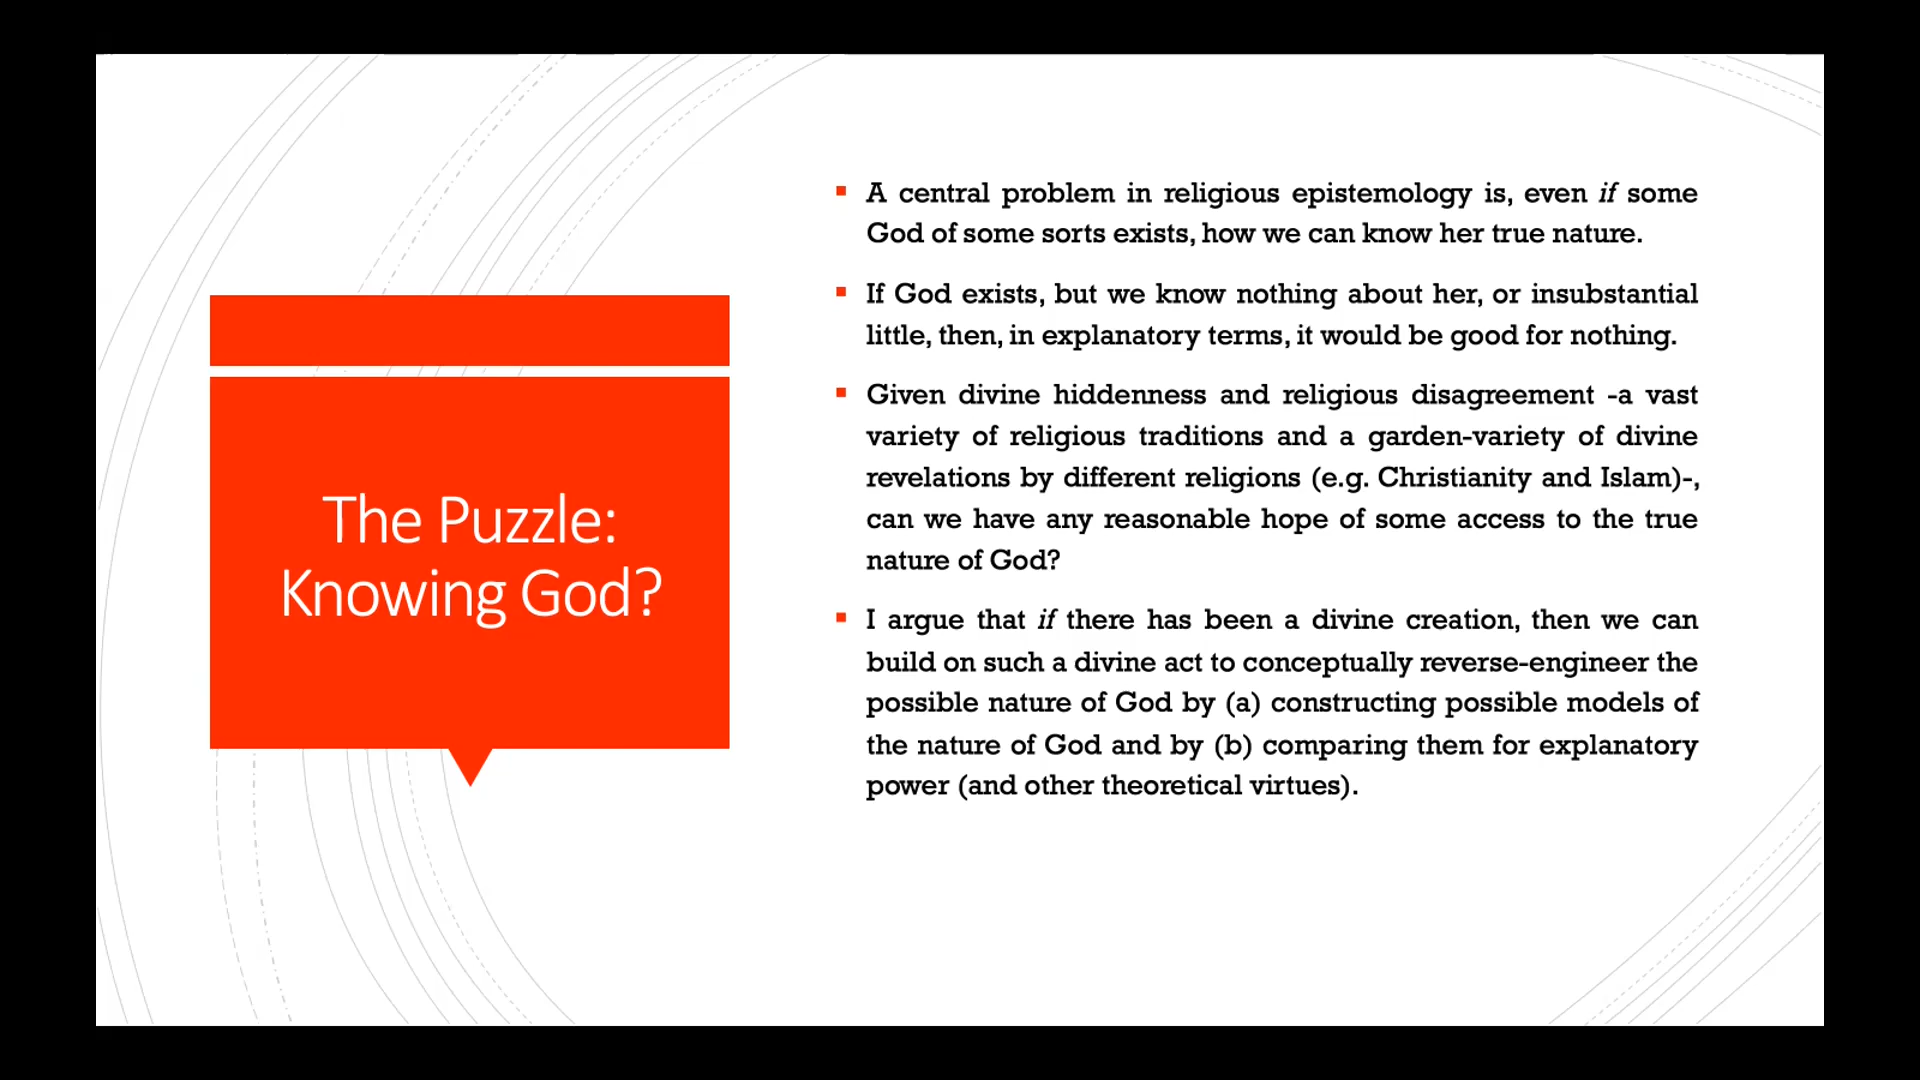 The Puzzle:
Knowing God?
A central problem in religious epistemology is, even if some
God of some sorts exists, how we can know her true nature.
If God exists, but we know nothing about her, or insubstantial
little, then, in explanatory terms, it would be good for nothing.
Given divine hiddenness and religious disagreement -a vast
variety of religious traditions and a garden-variety of divine
revelations by different religions (e.g. Christianity and Islam)-,
can we have any reasonable hope of some access to the true
nature of God?
I argue that if there has been a divine creation, then we can
build on such a divine act to conceptually reverse-engineer the
possible nature of God by (a) constructing possible models of
the nature of God and by (b) comparing them for explanatory
power (and other theoretical virtues).